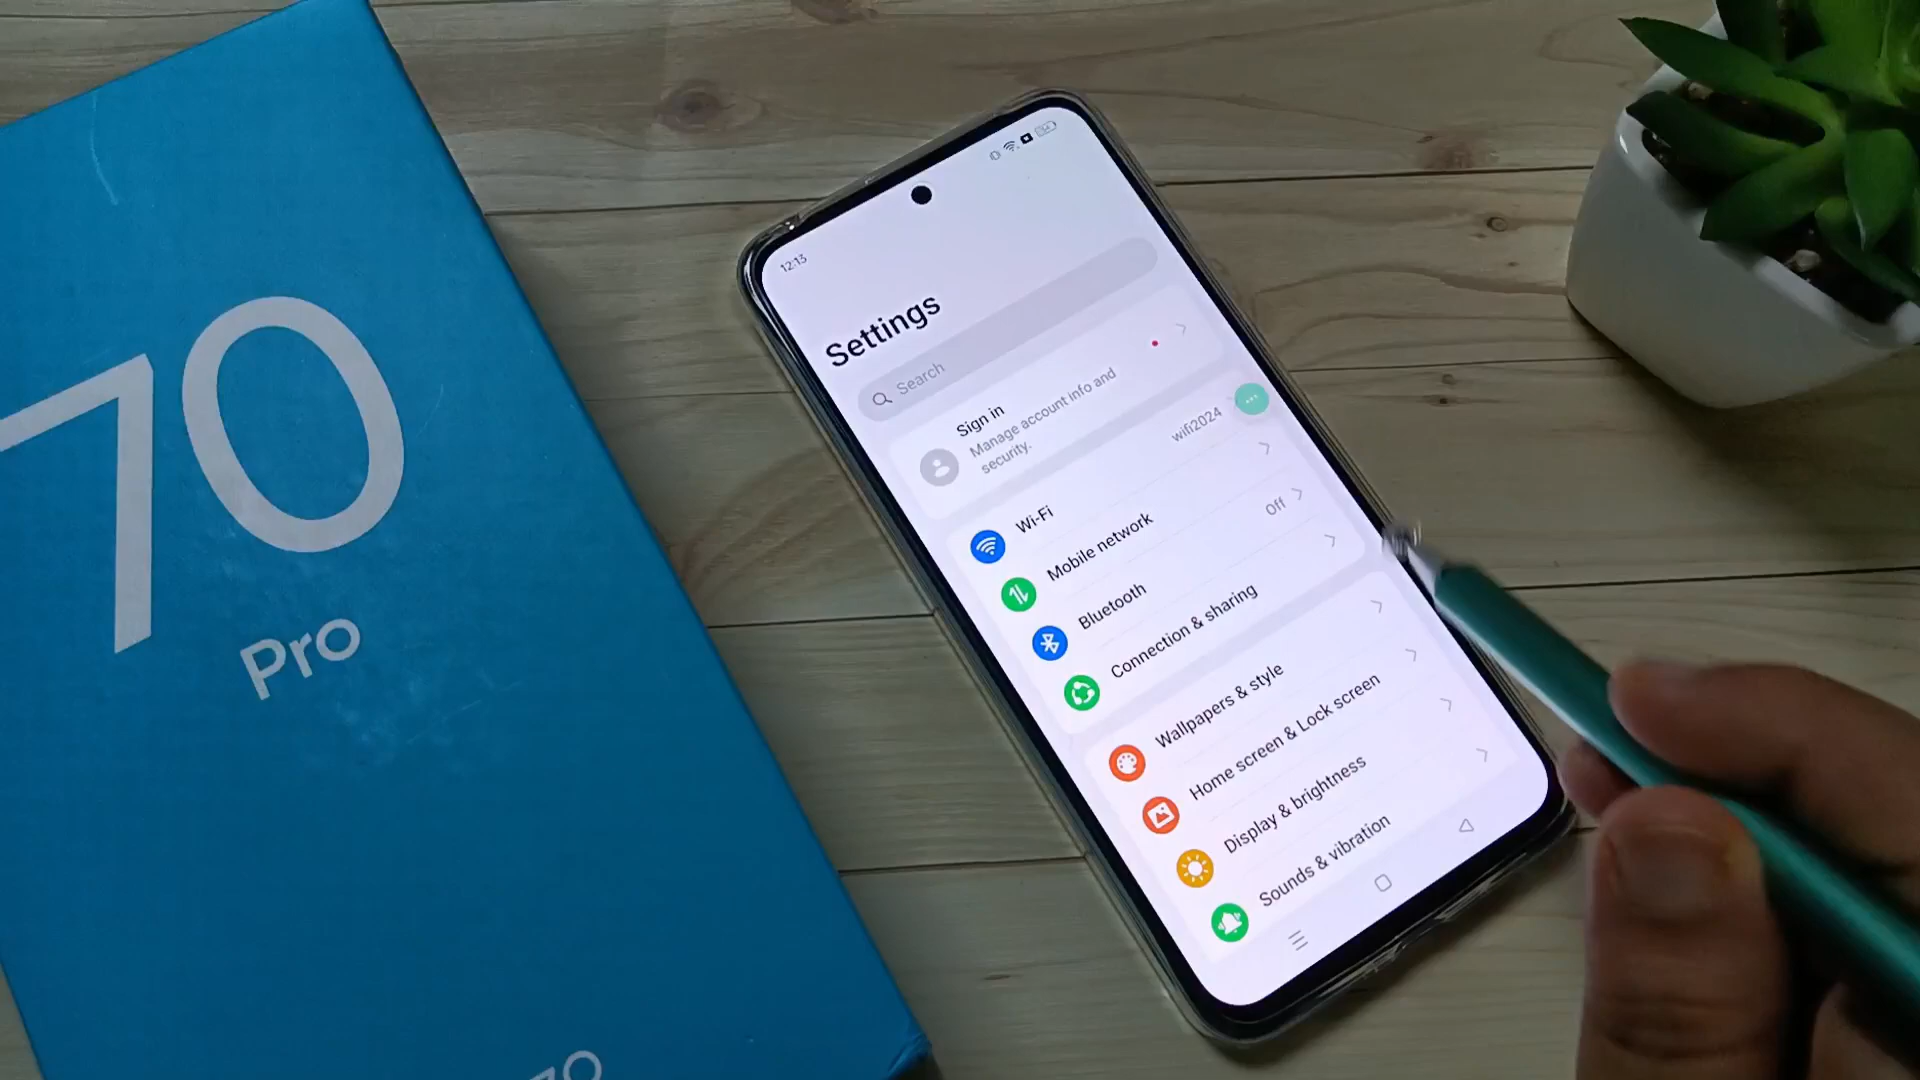 70
Pro
zo
12:13
Settings
Search
Sign in
Manage account info and
security.
Wi-Fi
wifi2024
Mobile network
Bluetooth
Off
Connection & sharing
Wallpapers & style
Home screen & Lock screen
Display & brightness
Sounds & vibration